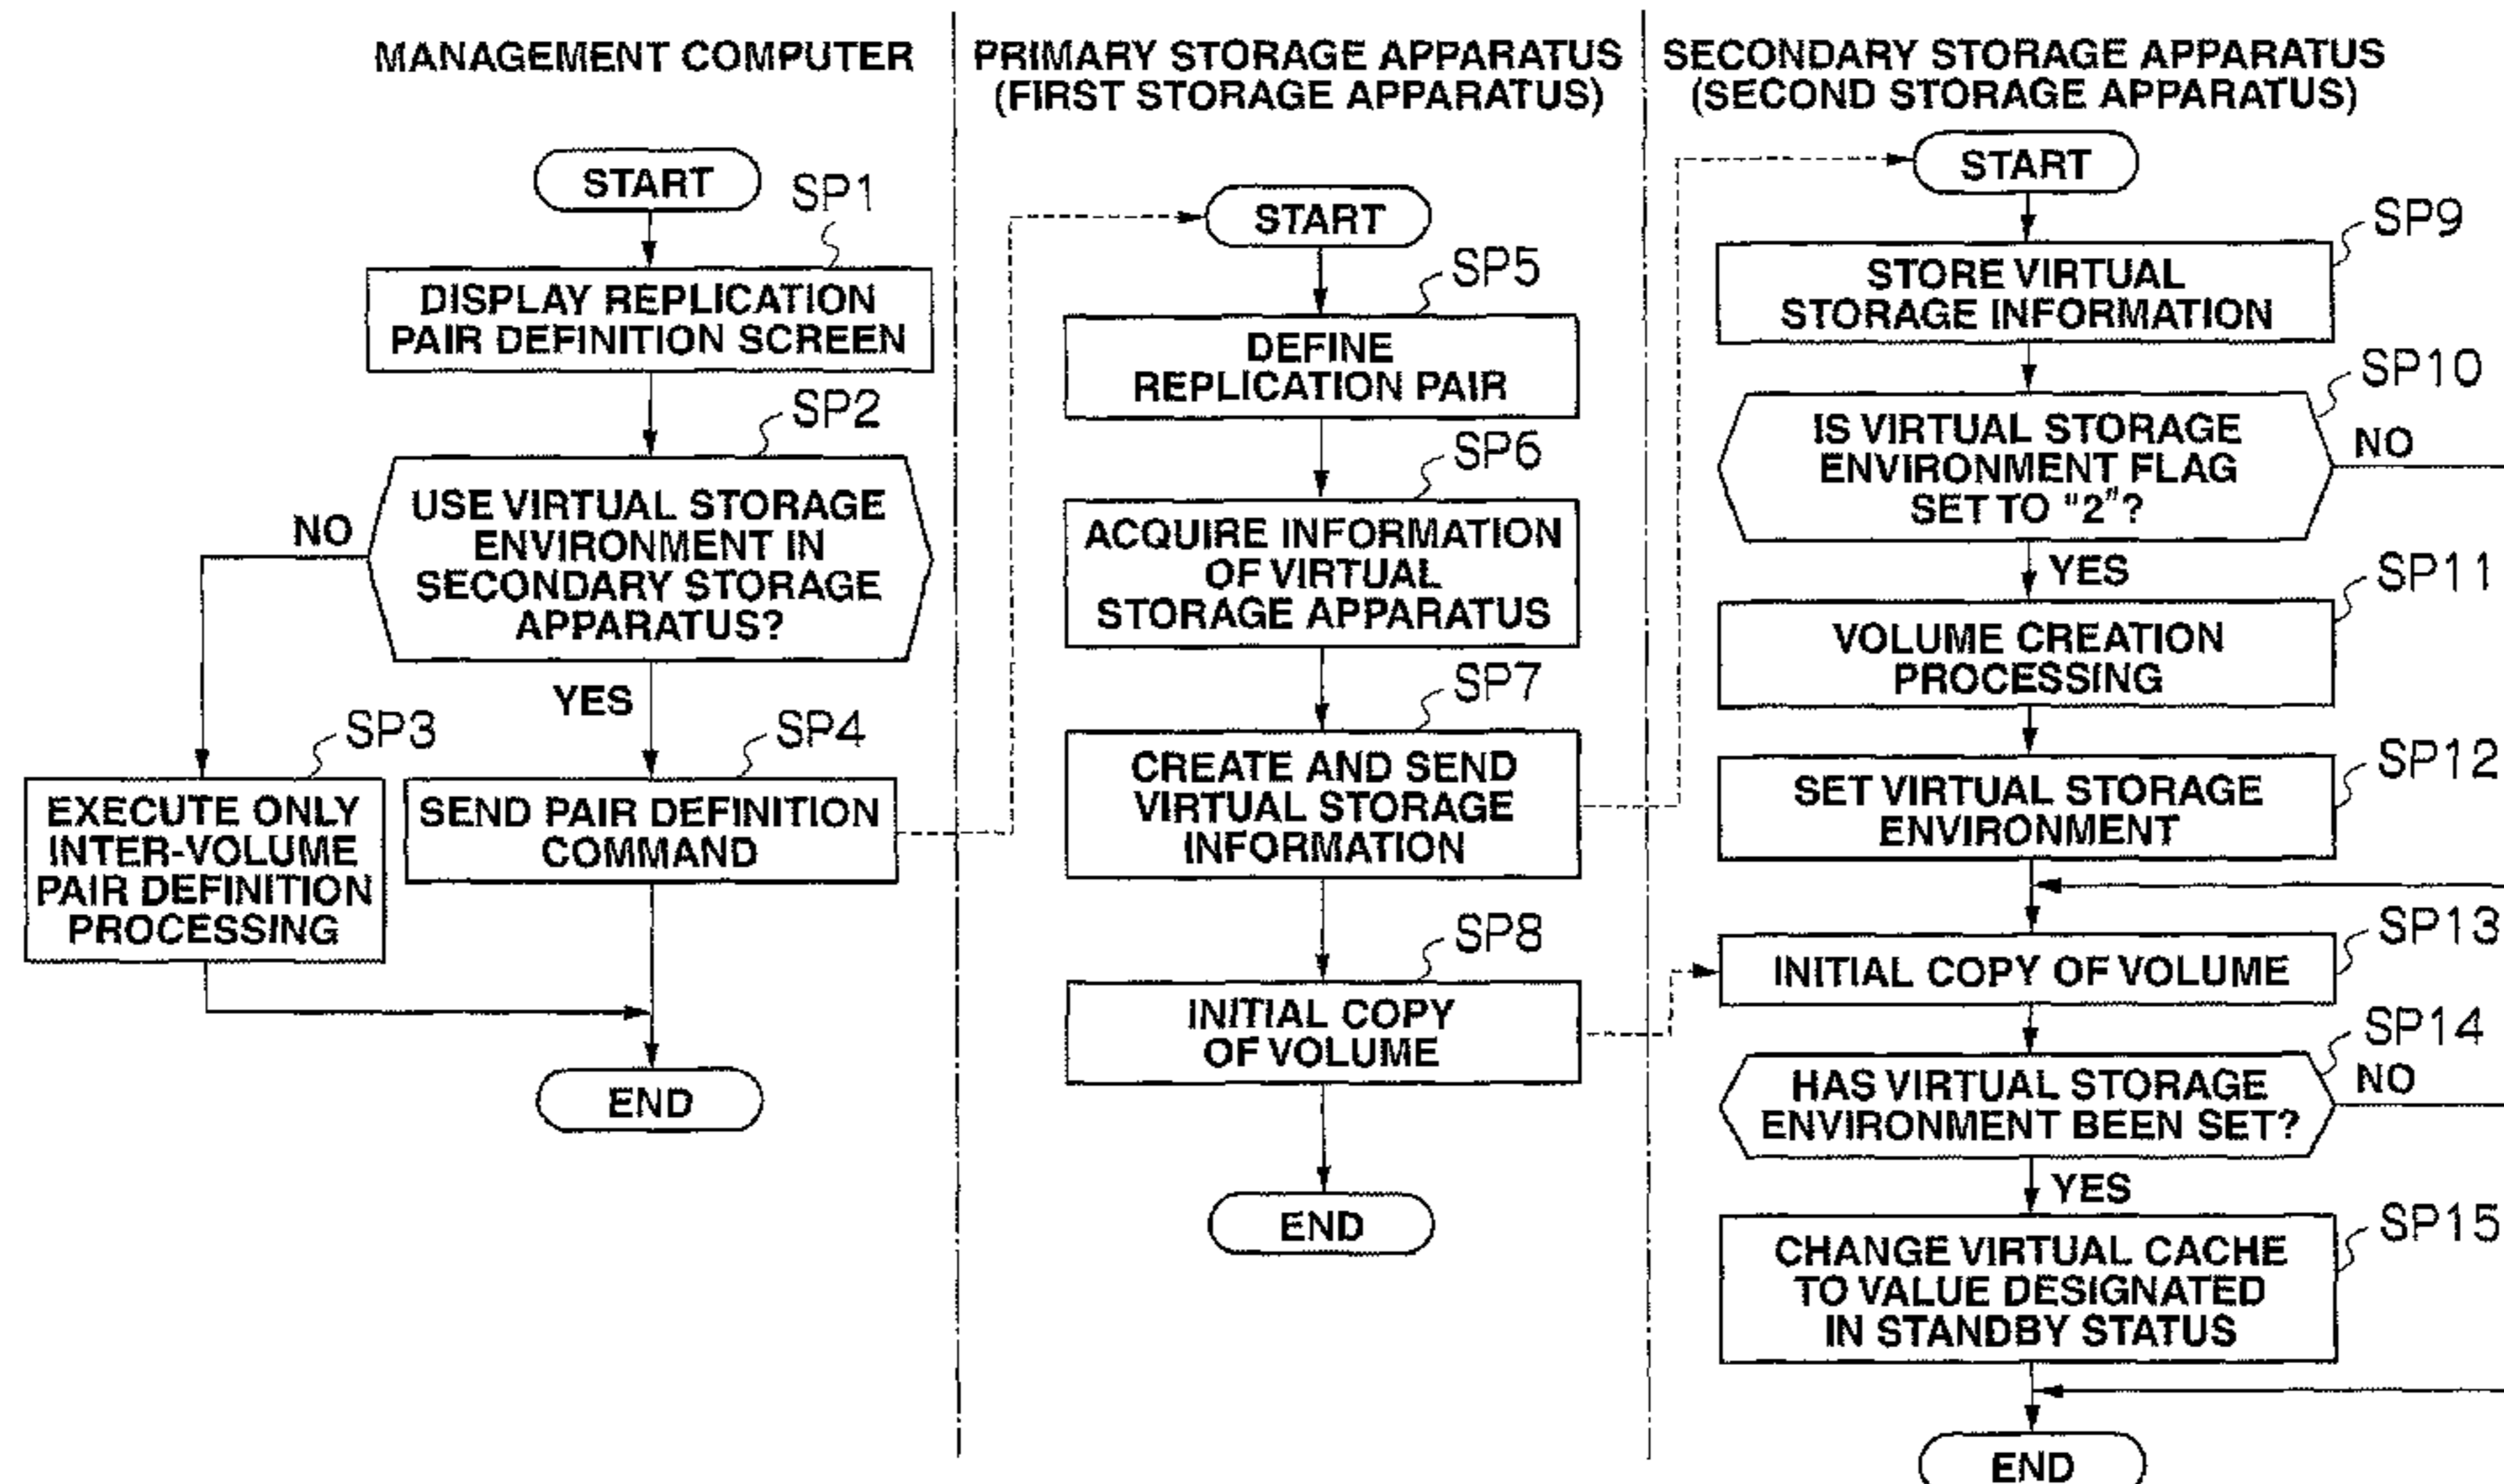 MANAGEMENT COMPUTER
START
SP1
DISPLAY REPLICATION
PAIR DEFINITION SCREEN
SP2
USE VIRTUAL STORAGE
ENVIRONMENT IN
SECONDARY STORAGE
APPARATUS?
NO
YES
SP3
EXECUTE ONLY
INTER-VOLUME
PAIR DEFINITION
PROCESSING
SP4
SEND PAIR DEFINITION
COMMAND
END
PRIMARY STORAGE APPARATUS
(FIRST STORAGE APPARATUS)
START
SP5
DEFINE
REPLICATION PAIR
SP6
ACQUIRE INFORMATION
OF VIRTUAL
STORAGE APPARATUS
SP7
CREATE AND SEND
VIRTUAL STORAGE
INFORMATION
SP8
INITIAL COPY
OF VOLUME
END
SECONDARY STORAGE APPARATUS
(SECOND STORAGE APPARATUS)
START
SP9
STORE VIRTUAL
STORAGE INFORMATION
SP10
IS VIRTUAL STORAGE
ENVIRONMENT FLAG
SET TO "2"?
NO
YES
SP11
VOLUME CREATION
PROCESSING
SP12
SET VIRTUAL STORAGE
ENVIRONMENT
SP13
INITIAL COPY OF VOLUME
SP14
HAS VIRTUAL STORAGE
ENVIRONMENT BEEN SET?
NO
YES
SP15
CHANGE VIRTUAL CACHE
TO VALUE DESIGNATED
IN STANDBY STATUS
END